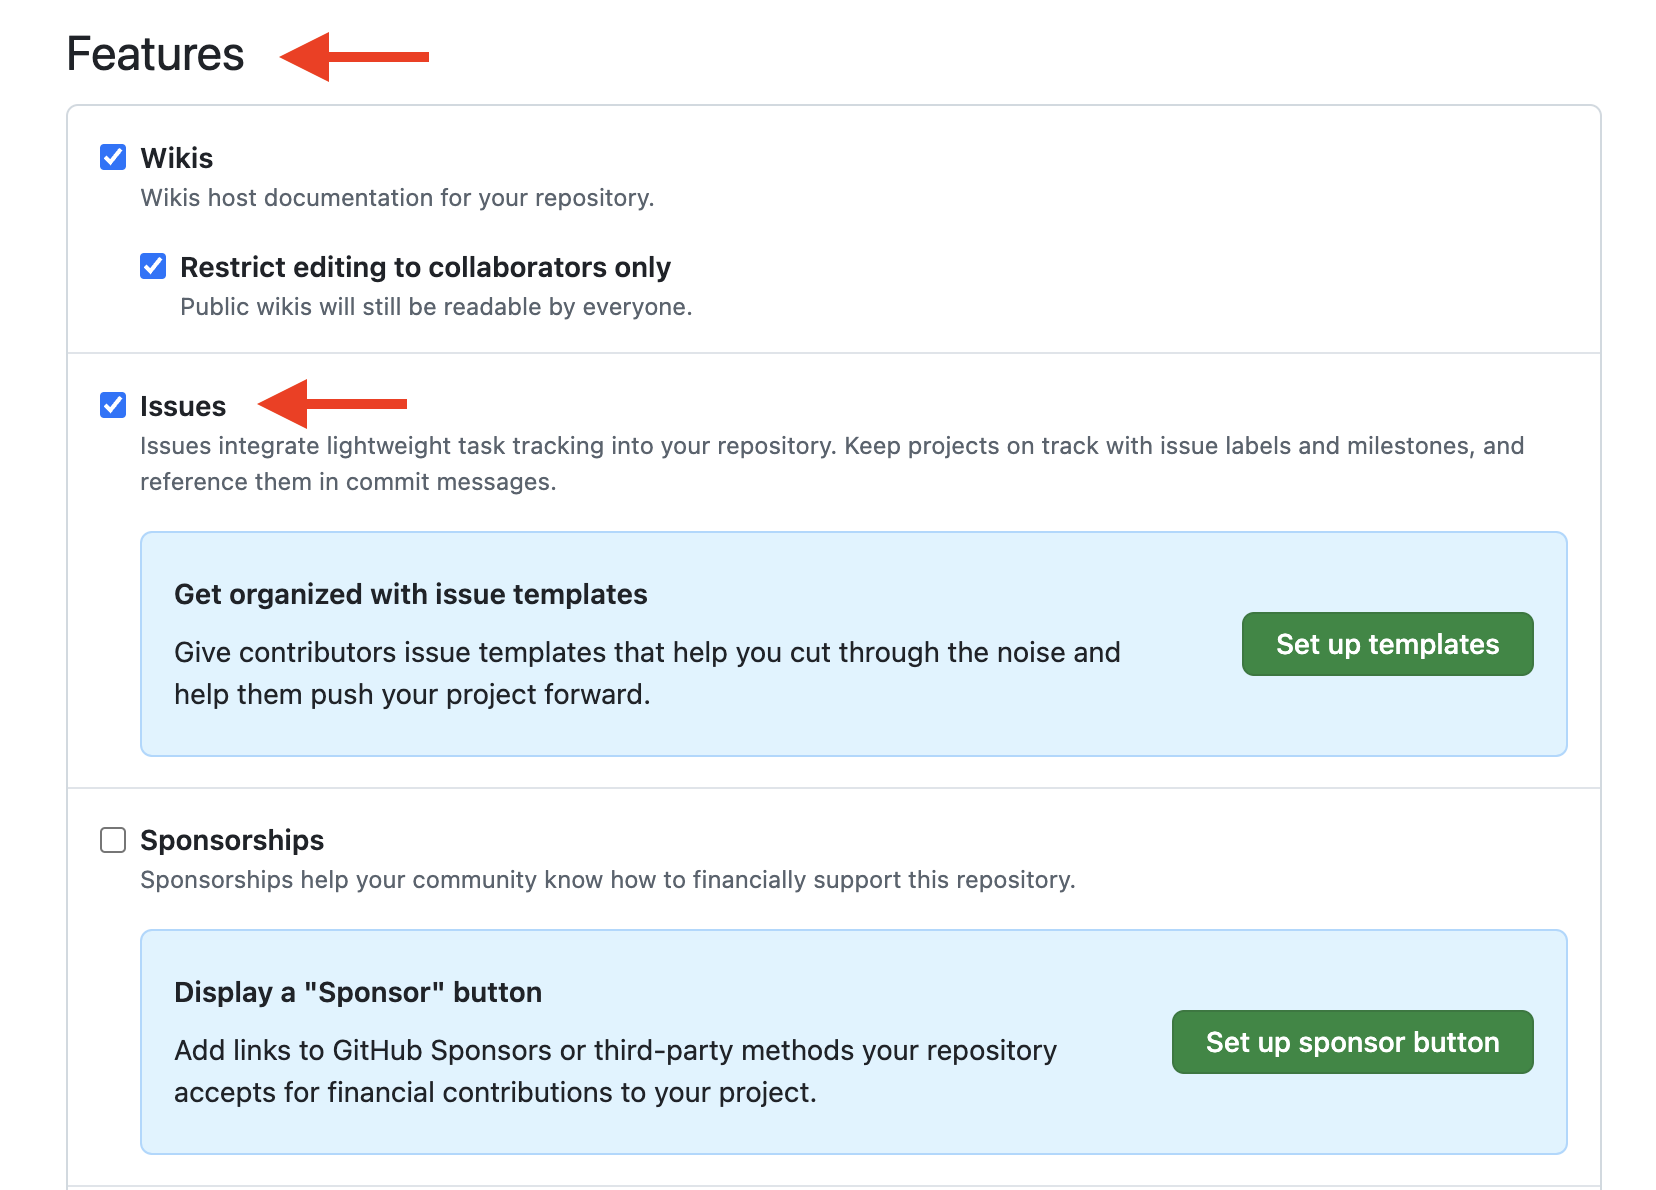 Features
Wikis
Wikis host documentation for your repository.
Restrict editing to collaborators only
Public wikis will still be readable by everyone.
Issues
Issues integrate lightweight task tracking into your repository. Keep projects on track with issue labels and milestones, and
reference them in commit messages.
Get organized with issue templates
Give contributors issue templates that help you cut through the noise and
help them push your project forward.
Set up templates
Sponsorships
Sponsorships help your community know how to financially support this repository.
Display a "Sponsor" button
Add links to GitHub Sponsors or third-party methods your repository
accepts for financial contributions to your project.
Set up sponsor button